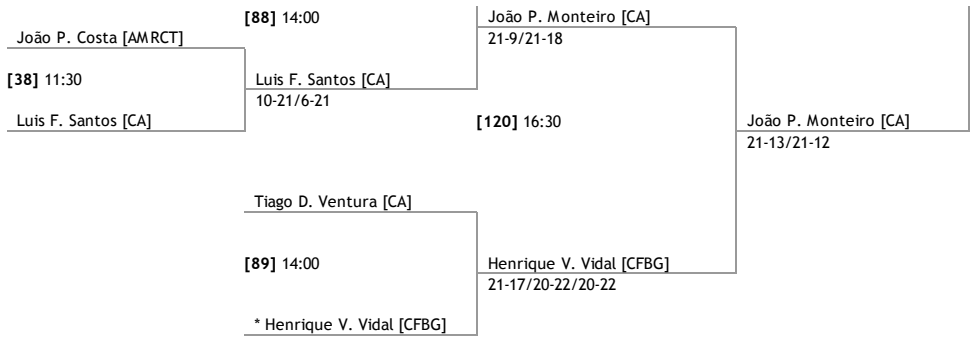 [88] 14:00
João P. Monteiro [CA]
21-9/21-18
João P. Costa [AMRCT]
[38] 11:30
Luis F. Santos [CA]
10-21/6-21
Luis F. Santos [CA]
[120] 16:30
João P. Monteiro [CA]
21-13/21-12
Tiago D. Ventura [CA]
[89] 14:00
Henrique V. Vidal [CFBG]
21-17/20-22/20-22
* Henrique V. Vidal [CFBG]